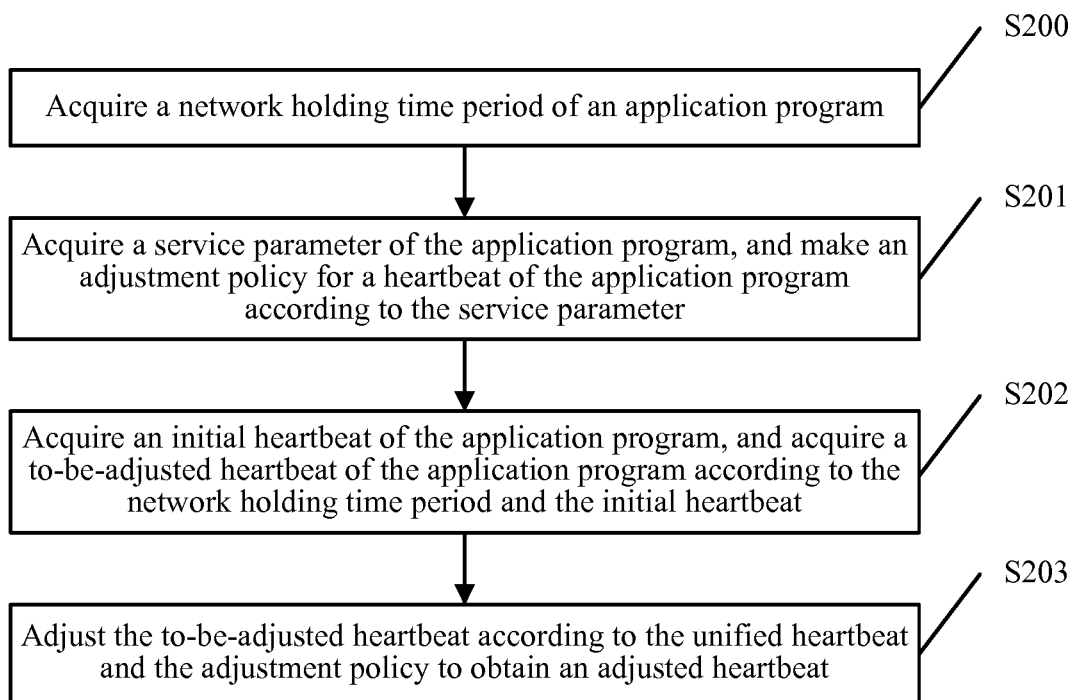 S200
Acquire a network holding time period of an application program
S201
Acquire a service parameter of the application program, and make an
adjustment policy for a heartbeat of the application program
according to the service parameter
S202
Acquire an initial heartbeat of the application program, and acquire a
to-be-adjusted heartbeat of the application program according to the
network holding time period and the initial heartbeat
S203
Adjust the to-be-adjusted heartbeat according to the unified heartbeat
and the adjustment policy to obtain an adjusted heartbeat